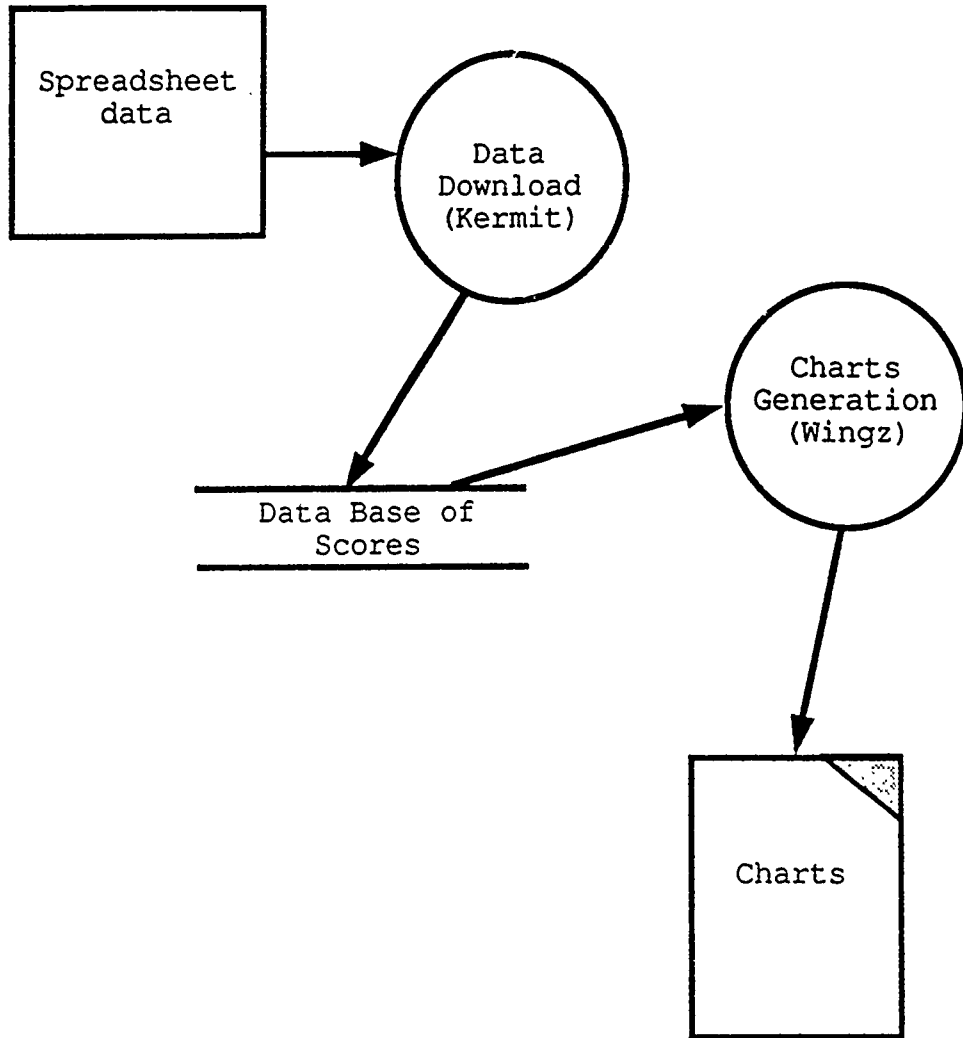 Spreadsheet
data
Data
Download
(Kermit)
Charts
Generation
(Wingz)
Data Base of
Scores
Charts